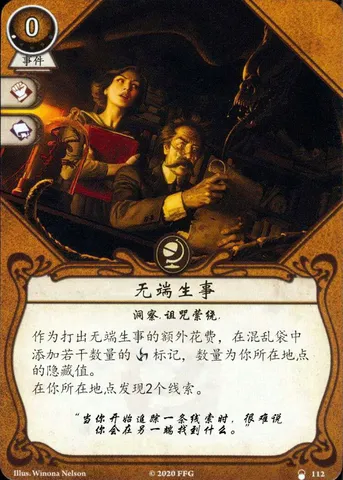 0
事件
无端生事
洞察. 诅咒萦绕.
作为打出无端生事的额外花费，在混乱袋中
添加若干数量的 标记，数量为你所在地点
的隐藏值。
在你所在地点发现2个线索。
“当你开始追踪一条线索时，很难说
你会在另一端找到什么。”
Illus. Winona Nelson © 2020 FFG 112